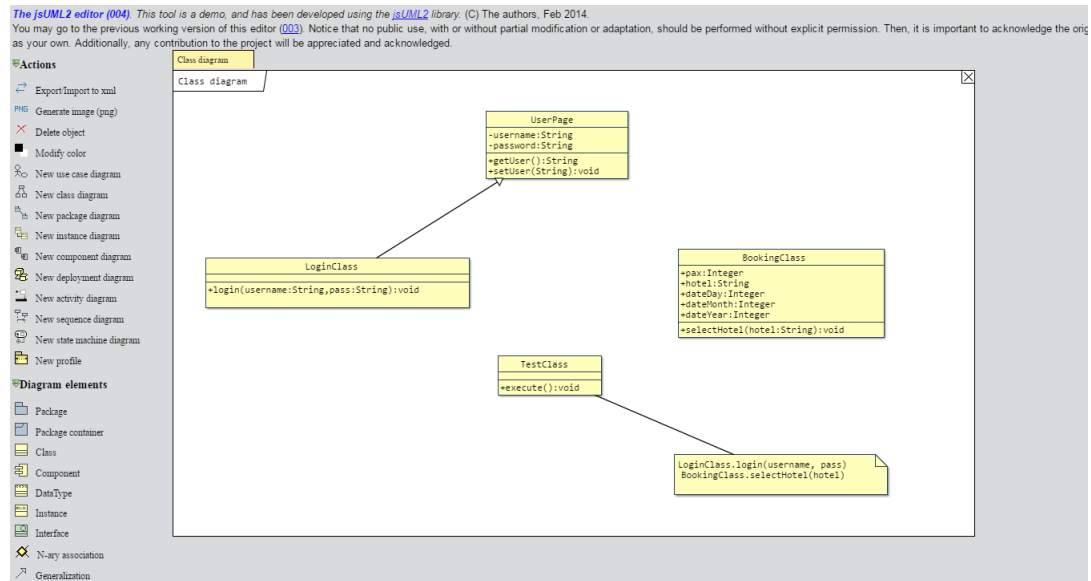 The jsUML2 editor (004). This tool is a demo, and has been developed using the jsUML2 library. (C) The authors, Feb 2014.
You may go to the previous working version of this editor (003). Notice that no public use, with or without partial modification or adaptation, should be performed without explicit permission. Then, it is important to acknowledge the orig
as your own. Additionally, any contribution to the project will be appreciated and acknowledged.
Actions
Export/Import to xml
PNG Generate image (png)
Delete object
Modify color
New use case diagram
New class diagram
New package diagram
New instance diagram
New component diagram
New deployment diagram
New activity diagram
New sequence diagram
New state machine diagram
New profile
Diagram elements
Package
Package container
Class
Component
DataType
Instance
Interface
N-ary association
Generalization
Class diagram
Class diagram
UserPage
-username:String
-password:String
+getUser():String
+setUser(String):void
LoginClass
+login(username:String,pass:String):void
BookingClass
+pax:Integer
+hotel:String
+dateDay:Integer
+dateMonth:Integer
+dateYear:Integer
+selectHotel(hotel:String):void
TestClass
+execute():void
LoginClass.login(username, pass)
BookingClass.selectHotel(hotel)